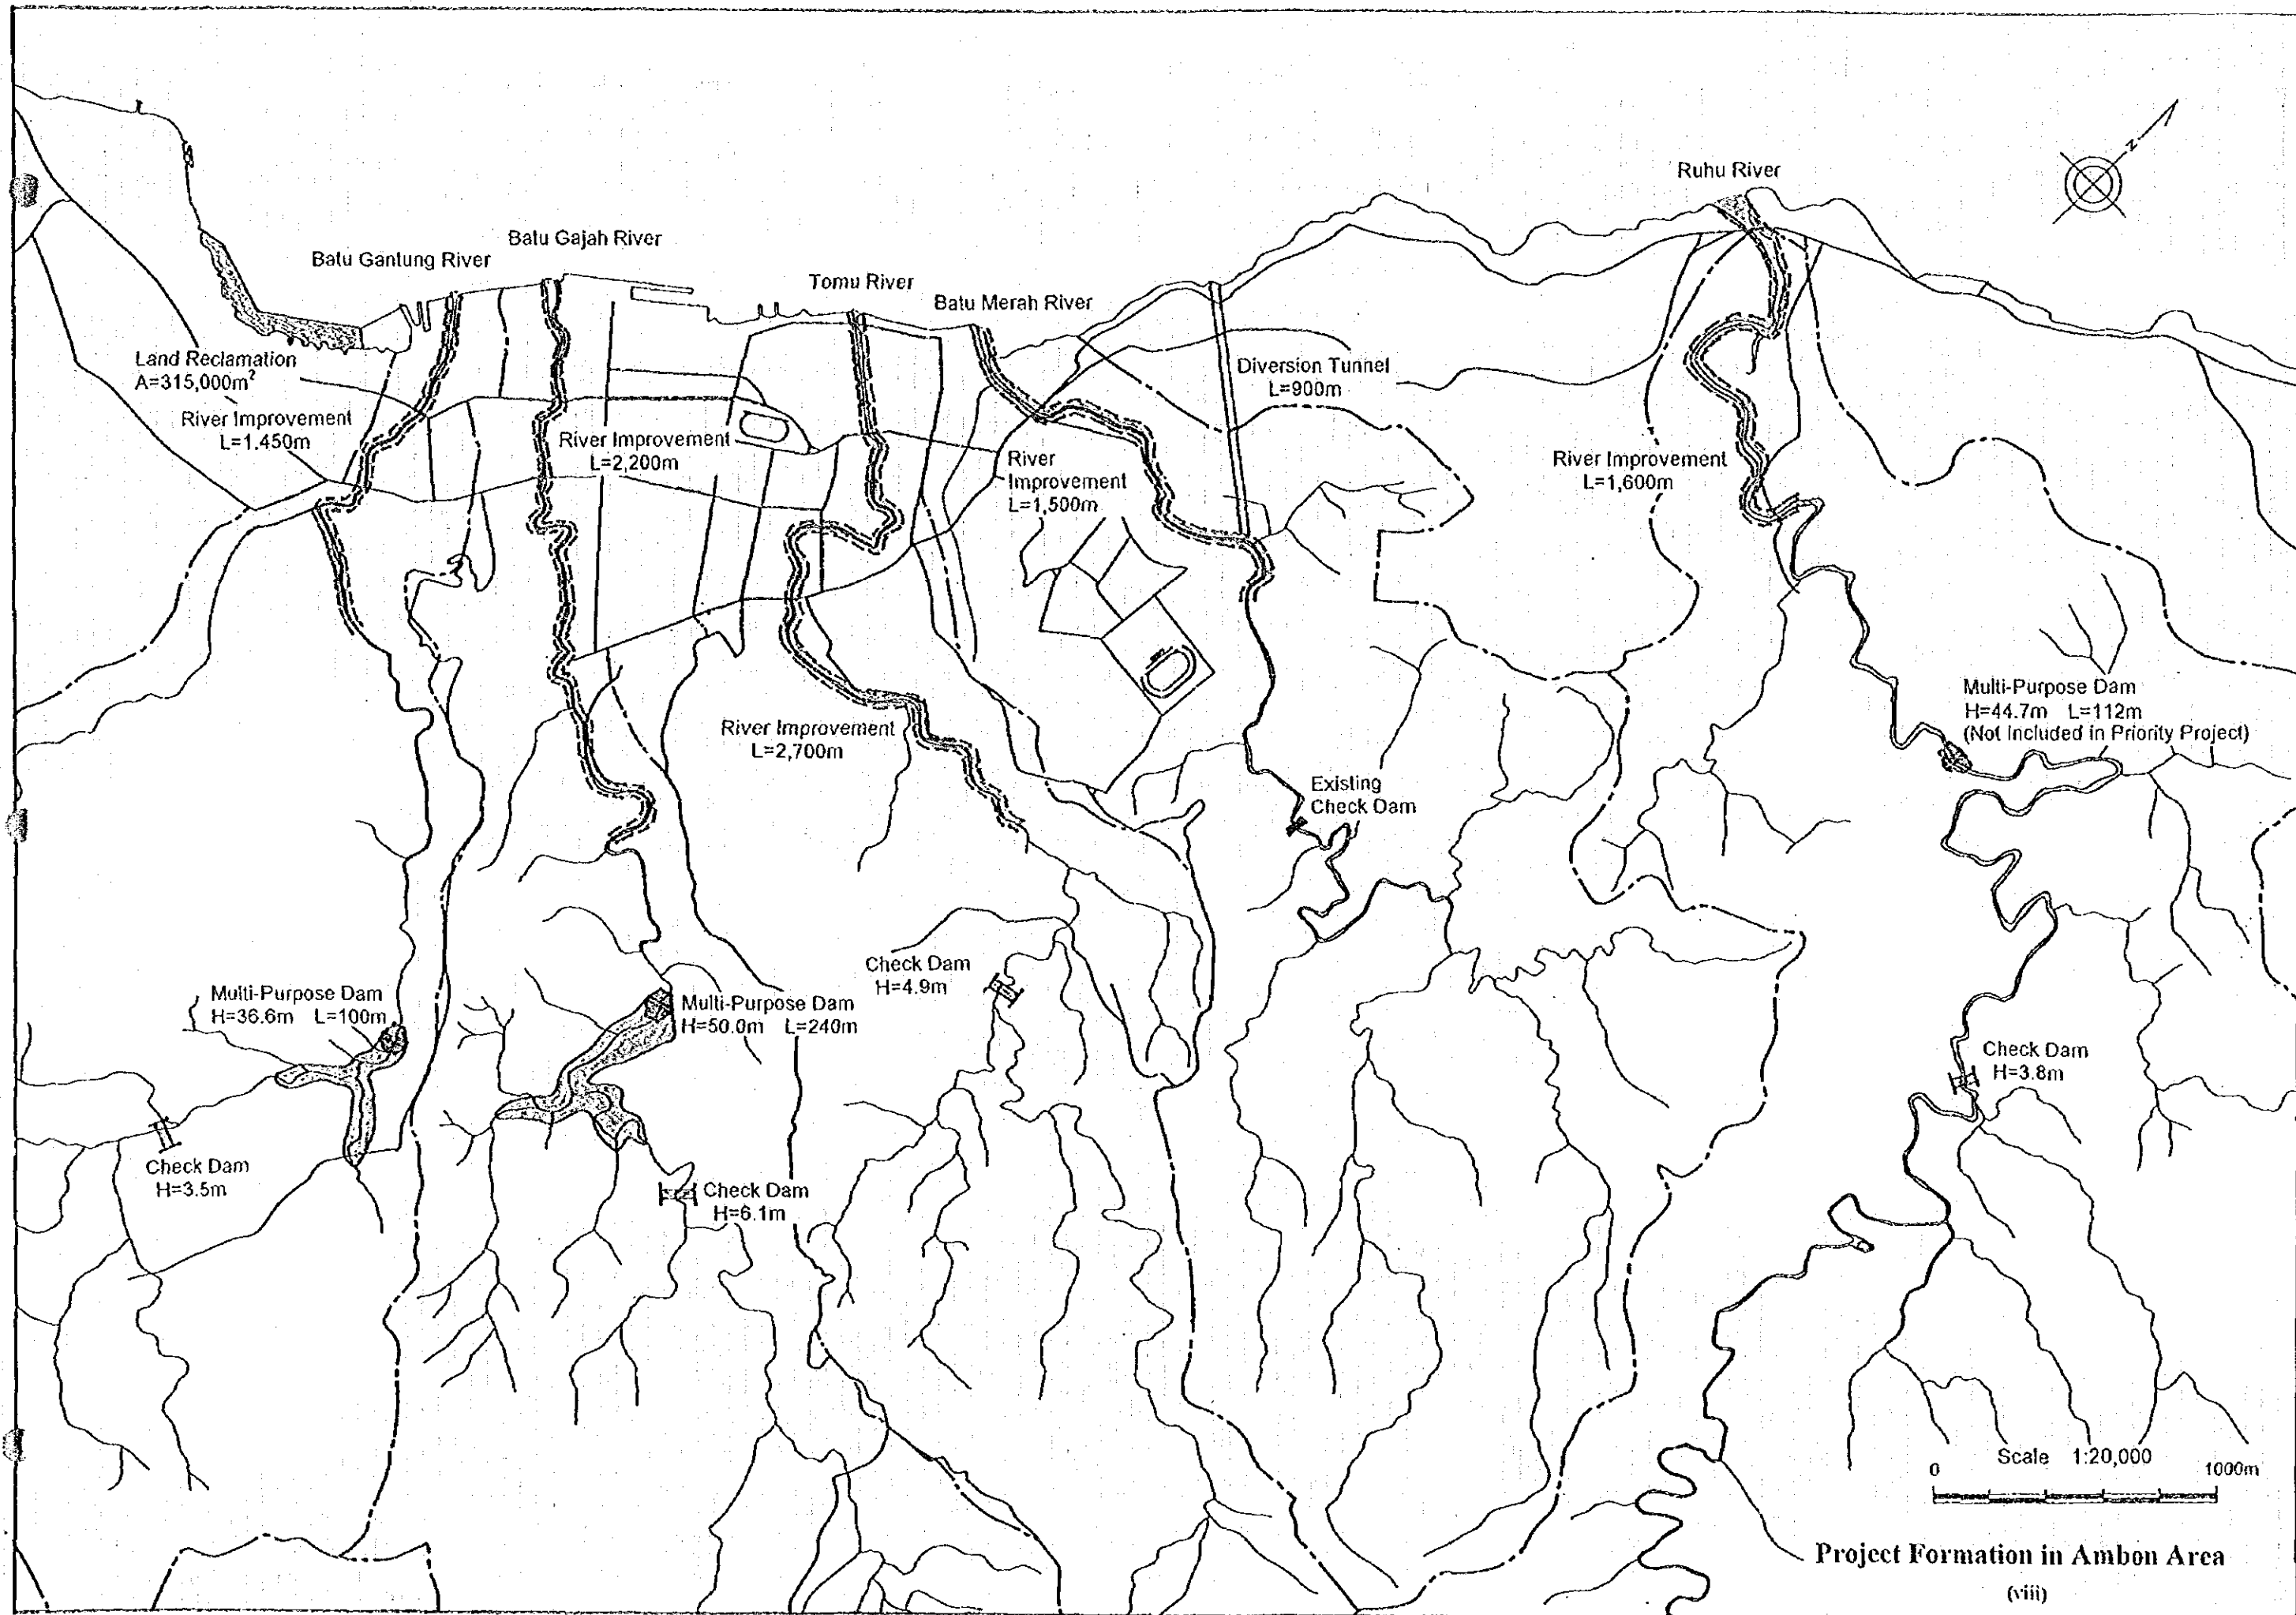 Ruhu River
N
Batu Gajah River
Batu Gantung River
Tomu River
Batu Merah River
Land Reclamation
A=315,000m²
River Improvement
L=1.450m
River Improvement
L=2,200m
Diversion Tunnel
L=900m
River
Improvement
L=1,500m
River Improvement
L=1,600m
River Improvement
L=2,700m
Multi-Purpose Dam
H=44.7m L=112m
(Not Included in Priority Project)
Existing
Check Dam
Check Dam
H=4.9m
Multi-Purpose Dam
H=36.6m L=100m
Multi-Purpose Dam
H=50.0m L=240m
Check Dam
H=3.8m
Check Dam
H=3.5m
Check Dam
H=6.1m
Scale 1:20,000
0 1000m
Project Formation in Ambon Area
(viii)